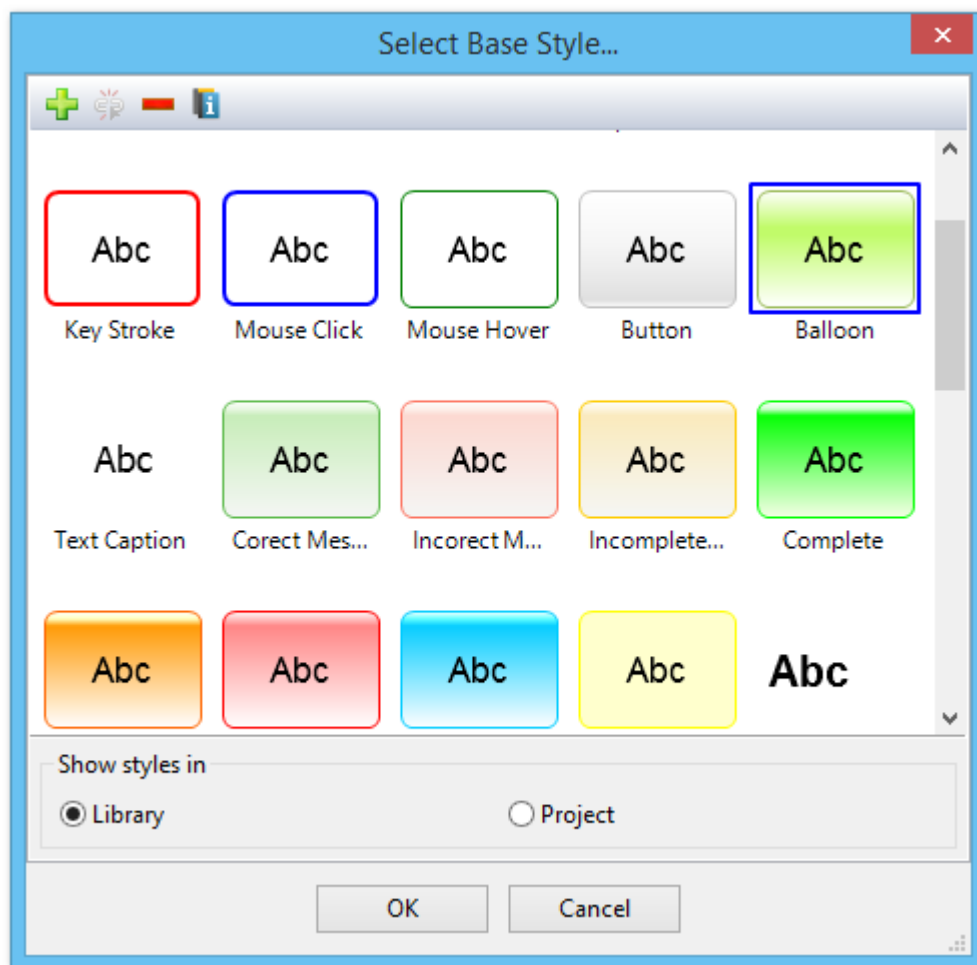 Select Base Style...
Abc Abc Abc Abc Abc
Key Stroke Mouse Click Mouse Hover Button Balloon
Abc Abc Abc Abc Abc
Text Caption Corect Mes... Incorect M... Incomplete... Complete
Abc Abc Abc Abc Abc
Show styles in
Library Project
OK Cancel